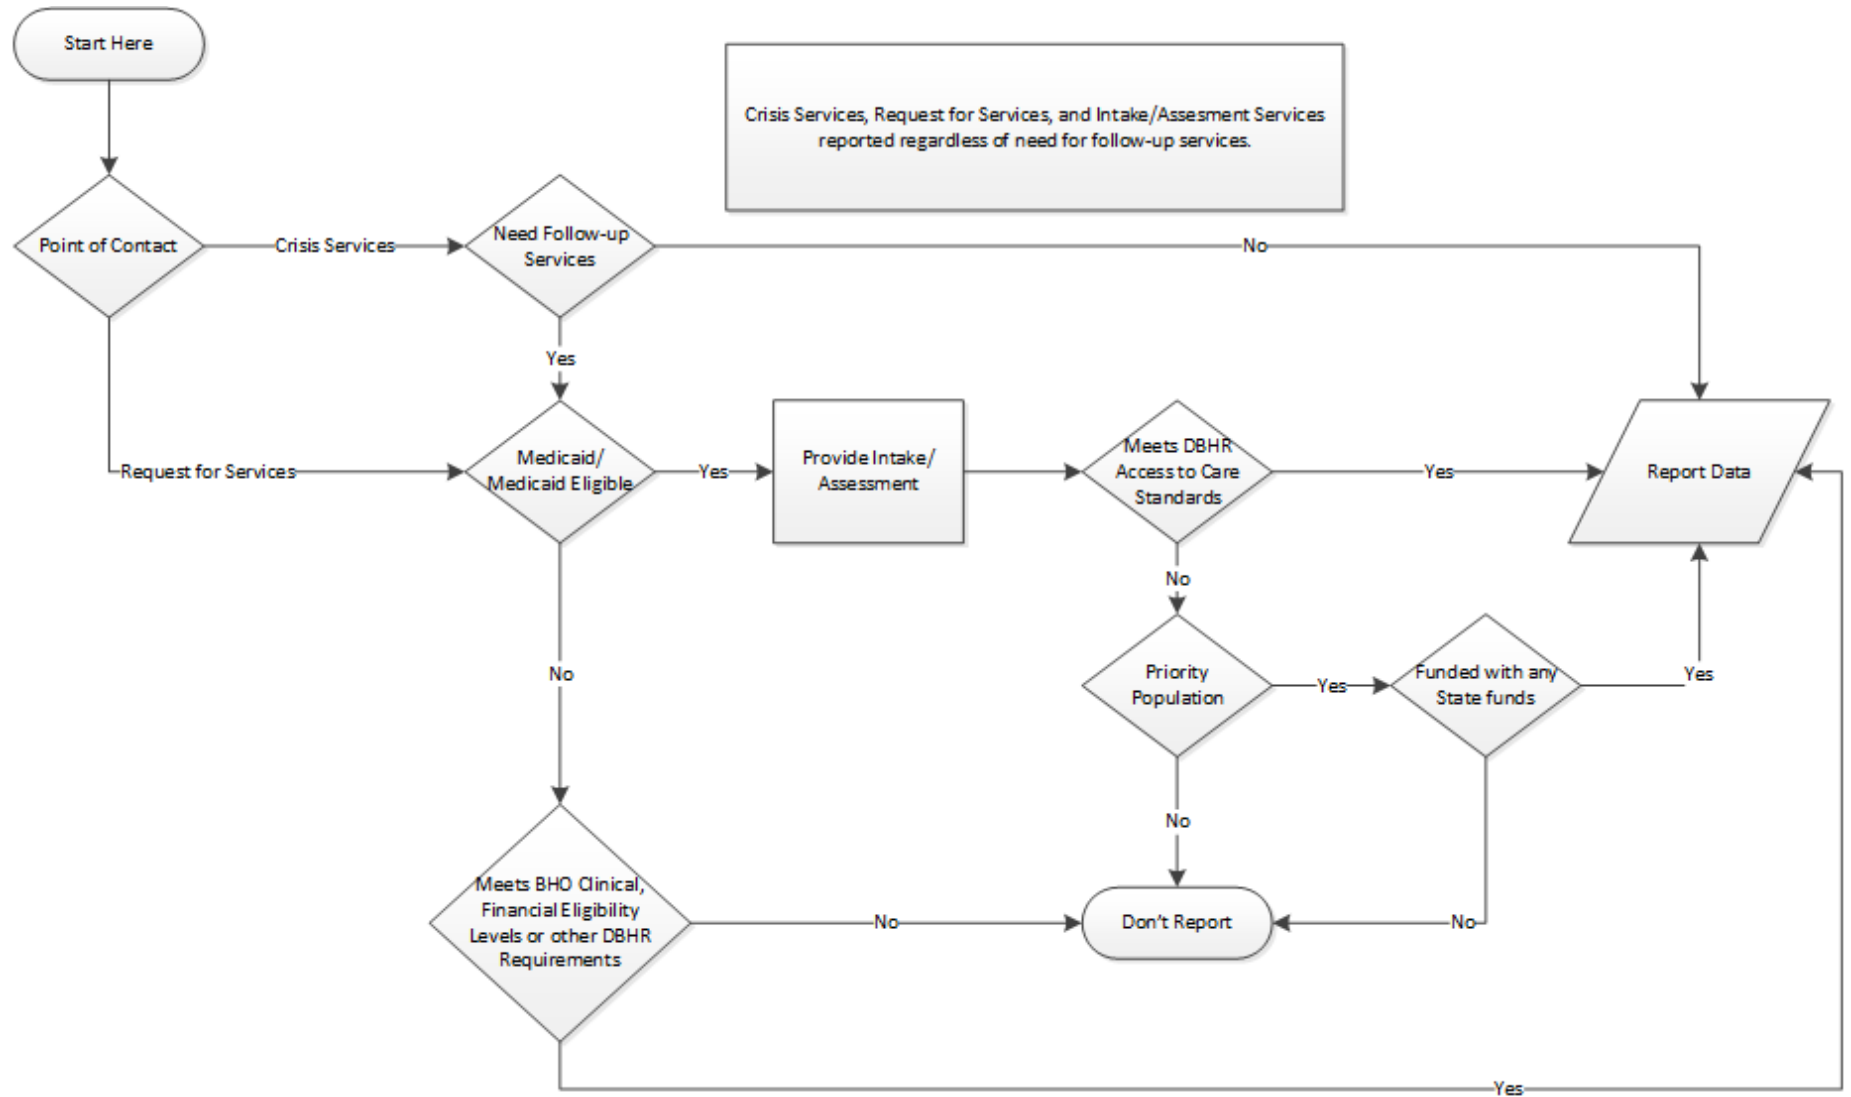 Start Here
Crisis Services, Request for Services, and Intake/Assesment Services
reported regardless of need for follow-up services.
Point of Contact
Crisis Services
Need Follow-up
Services
No
Yes
Request for Services
Medicaid/
Medicaid Eligible
Yes
Provide Intake/
Assessment
Meets DBHR
Access to Care
Standards
Yes
Report Data
No
No
Priority
Population
Yes
Funded with any
State funds
Yes
No
Meets BHO Clinical,
Financial Eligibility
Levels or other DBHR
Requirements
No
Don't Report
No
Yes